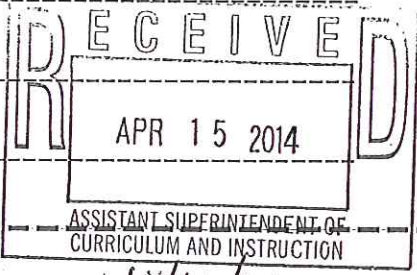 RECEIVED
APR 15 2014
ASSISTANT SUPERINTENDENT OF
CURRICULUM AND INSTRUCTION